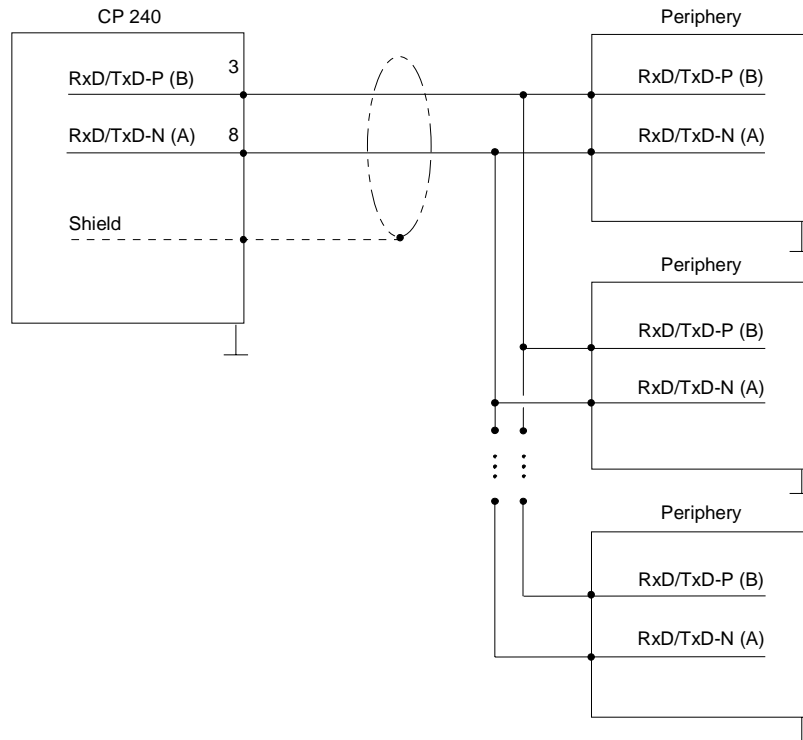 CP 240
RxD/TxD-P (B)
3
RxD/TxD-N (A)
8
Shield
Periphery
RxD/TxD-P (B)
RxD/TxD-N (A)
Periphery
RxD/TxD-P (B)
RxD/TxD-N (A)
Periphery
RxD/TxD-P (B)
RxD/TxD-N (A)